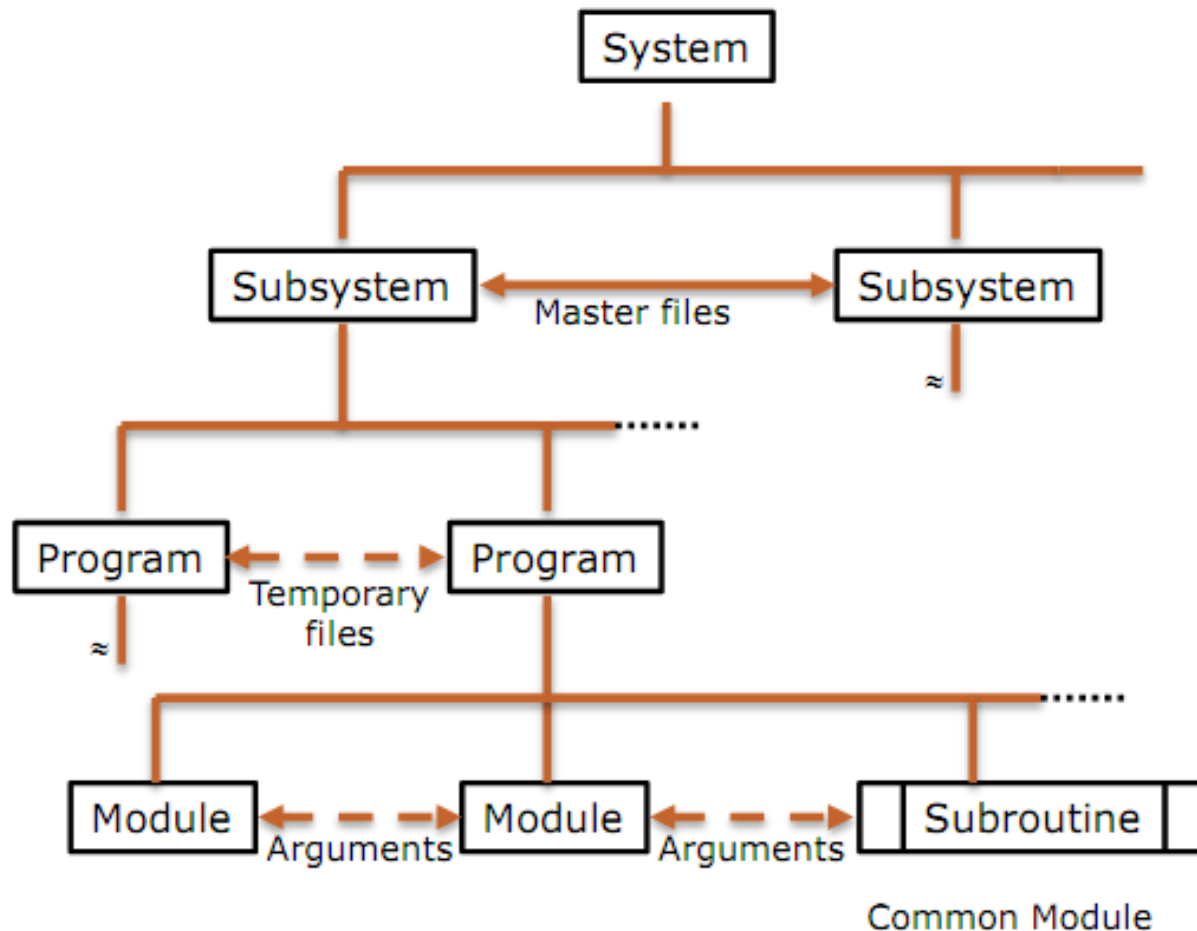 System
Subsystem
Master files
Subsystem
≈
Program
Temporary
files
Program
≈
Module
Arguments
Module
Arguments
Subroutine
Common Module